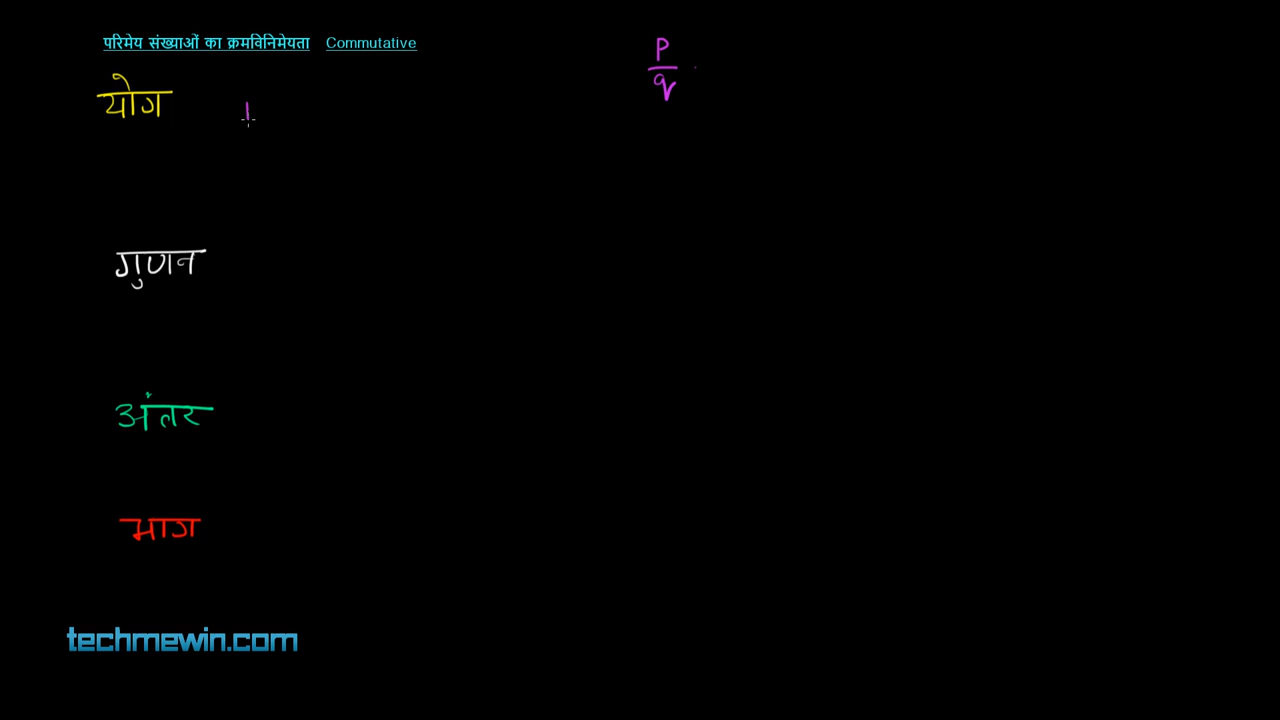 परिमेय संख्याओं का क्रमविनिमेयता Commutative
P
q
योग
गुणन
अंतर
भाग
techmewin.com